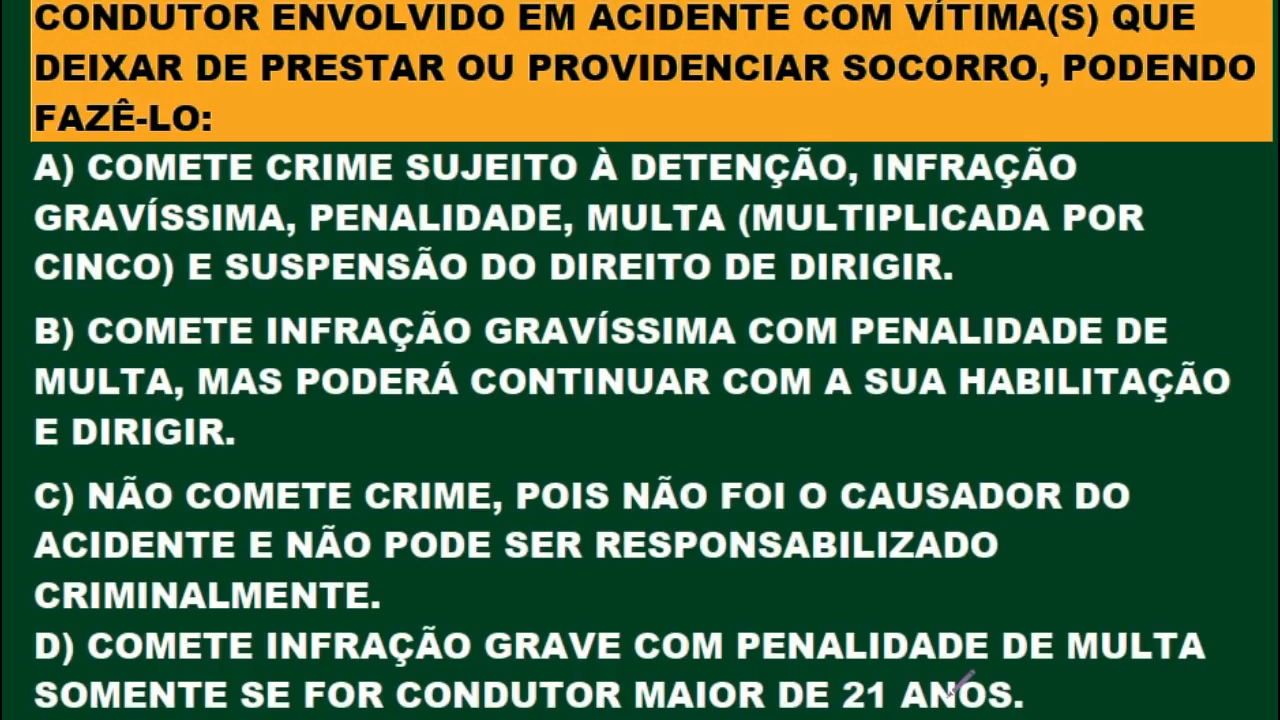 CONDUTOR ENVOLVIDO EM ACIDENTE COM VÍTIMA(S) QUE
DEIXAR DE PRESTAR OU PROVIDENCIAR SOCORRO, PODENDO
FAZÊ-LO:
A) COMETE CRIME SUJEITO À DETENÇÃO, INFRAÇÃO
GRAVÍSSIMA, PENALIDADE, MULTA (MULTIPLICADA POR
CINCO) E SUSPENSÃO DO DIREITO DE DIRIGIR.
B) COMETE INFRAÇÃO GRAVÍSSIMA COM PENALIDADE DE
MULTA, MAS PODERÁ CONTINUAR COM A SUA HABILITAÇÃO
E DIRIGIR.
C) NÃO COMETE CRIME, POIS NÃO FOI O CAUSADOR DO
ACIDENTE E NÃO PODE SER RESPONSABILIZADO
CRIMINALMENTE.
D) COMETE INFRAÇÃO GRAVE COM PENALIDADE DE MULTA
SOMENTE SE FOR CONDUTOR MAIOR DE 21 ANOS.